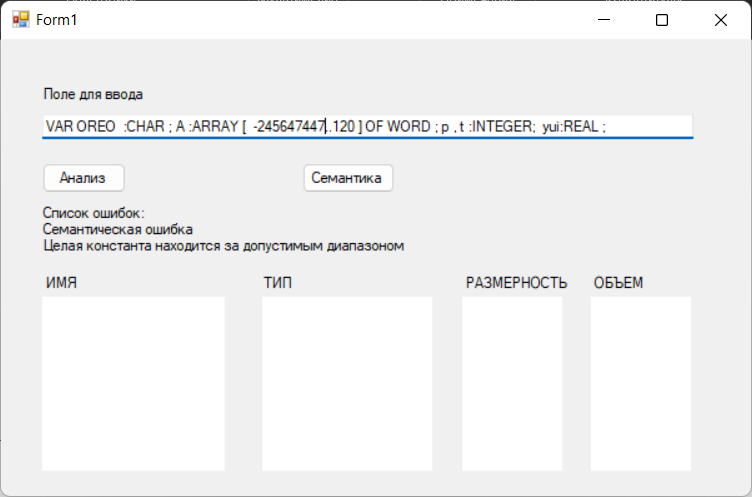 Form1
Поле для ввода
VAR OREO :CHAR ; A :ARRAY [ -245647447..120 ] OF WORD ; p , t :INTEGER; yui:REAL ;
Анализ Семантика
Список ошибок:
Семантическая ошибка
Целая константа находится за допустимым диапазоном
ИМЯ ТИП РАЗМЕРНОСТЬ ОБЪЕМ